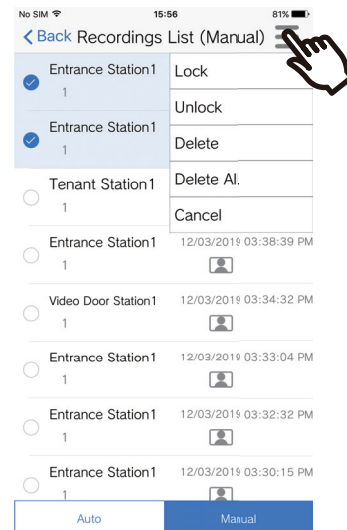 No SIM 15:56 81%
Back Recordings List (Manual)
Entrance Station1 Lock
1
Unlock
Entrance Station1
1 Delete
Tenant Station1 Delete Al.
1
Cancel
Entrance Station1 12/03/2019 03:38:39 PM
1
Video Door Station1 12/03/2019 03:34:32 PM
1
Entrance Station1 12/03/2019 03:33:04 PM
1
Entrance Station1 12/03/2019 03:32:32 PM
1
Entrance Station1 12/03/2019 03:30:15 PM
1
Auto Manual